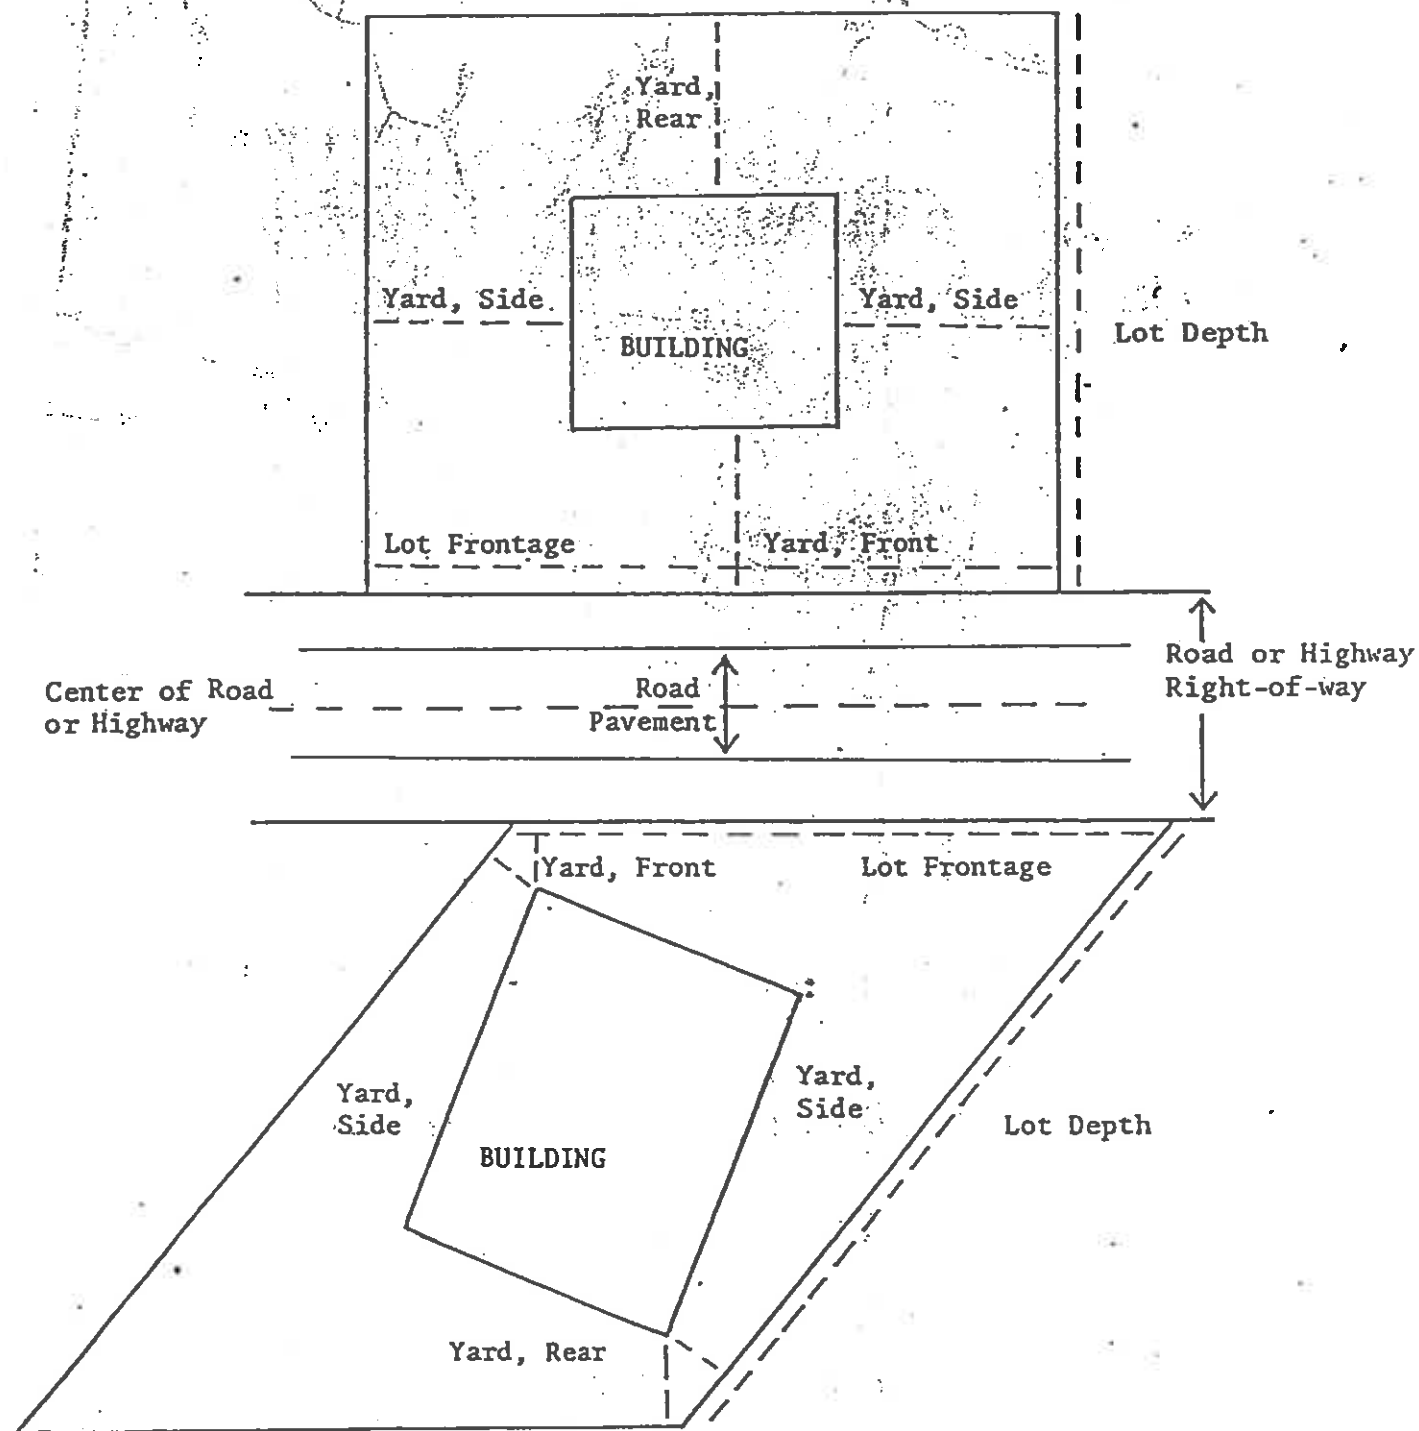 Yard,
Rear
Yard, Side
Yard, Side
BUILDING
Lot Depth
Lot Frontage
Yard, Front
Road or Highway
Right-of-way
Center of Road
or Highway
Road
Pavement
Yard, Front
Lot Frontage
Yard,
Side
Yard,
Side
Lot Depth
BUILDING
Yard, Rear